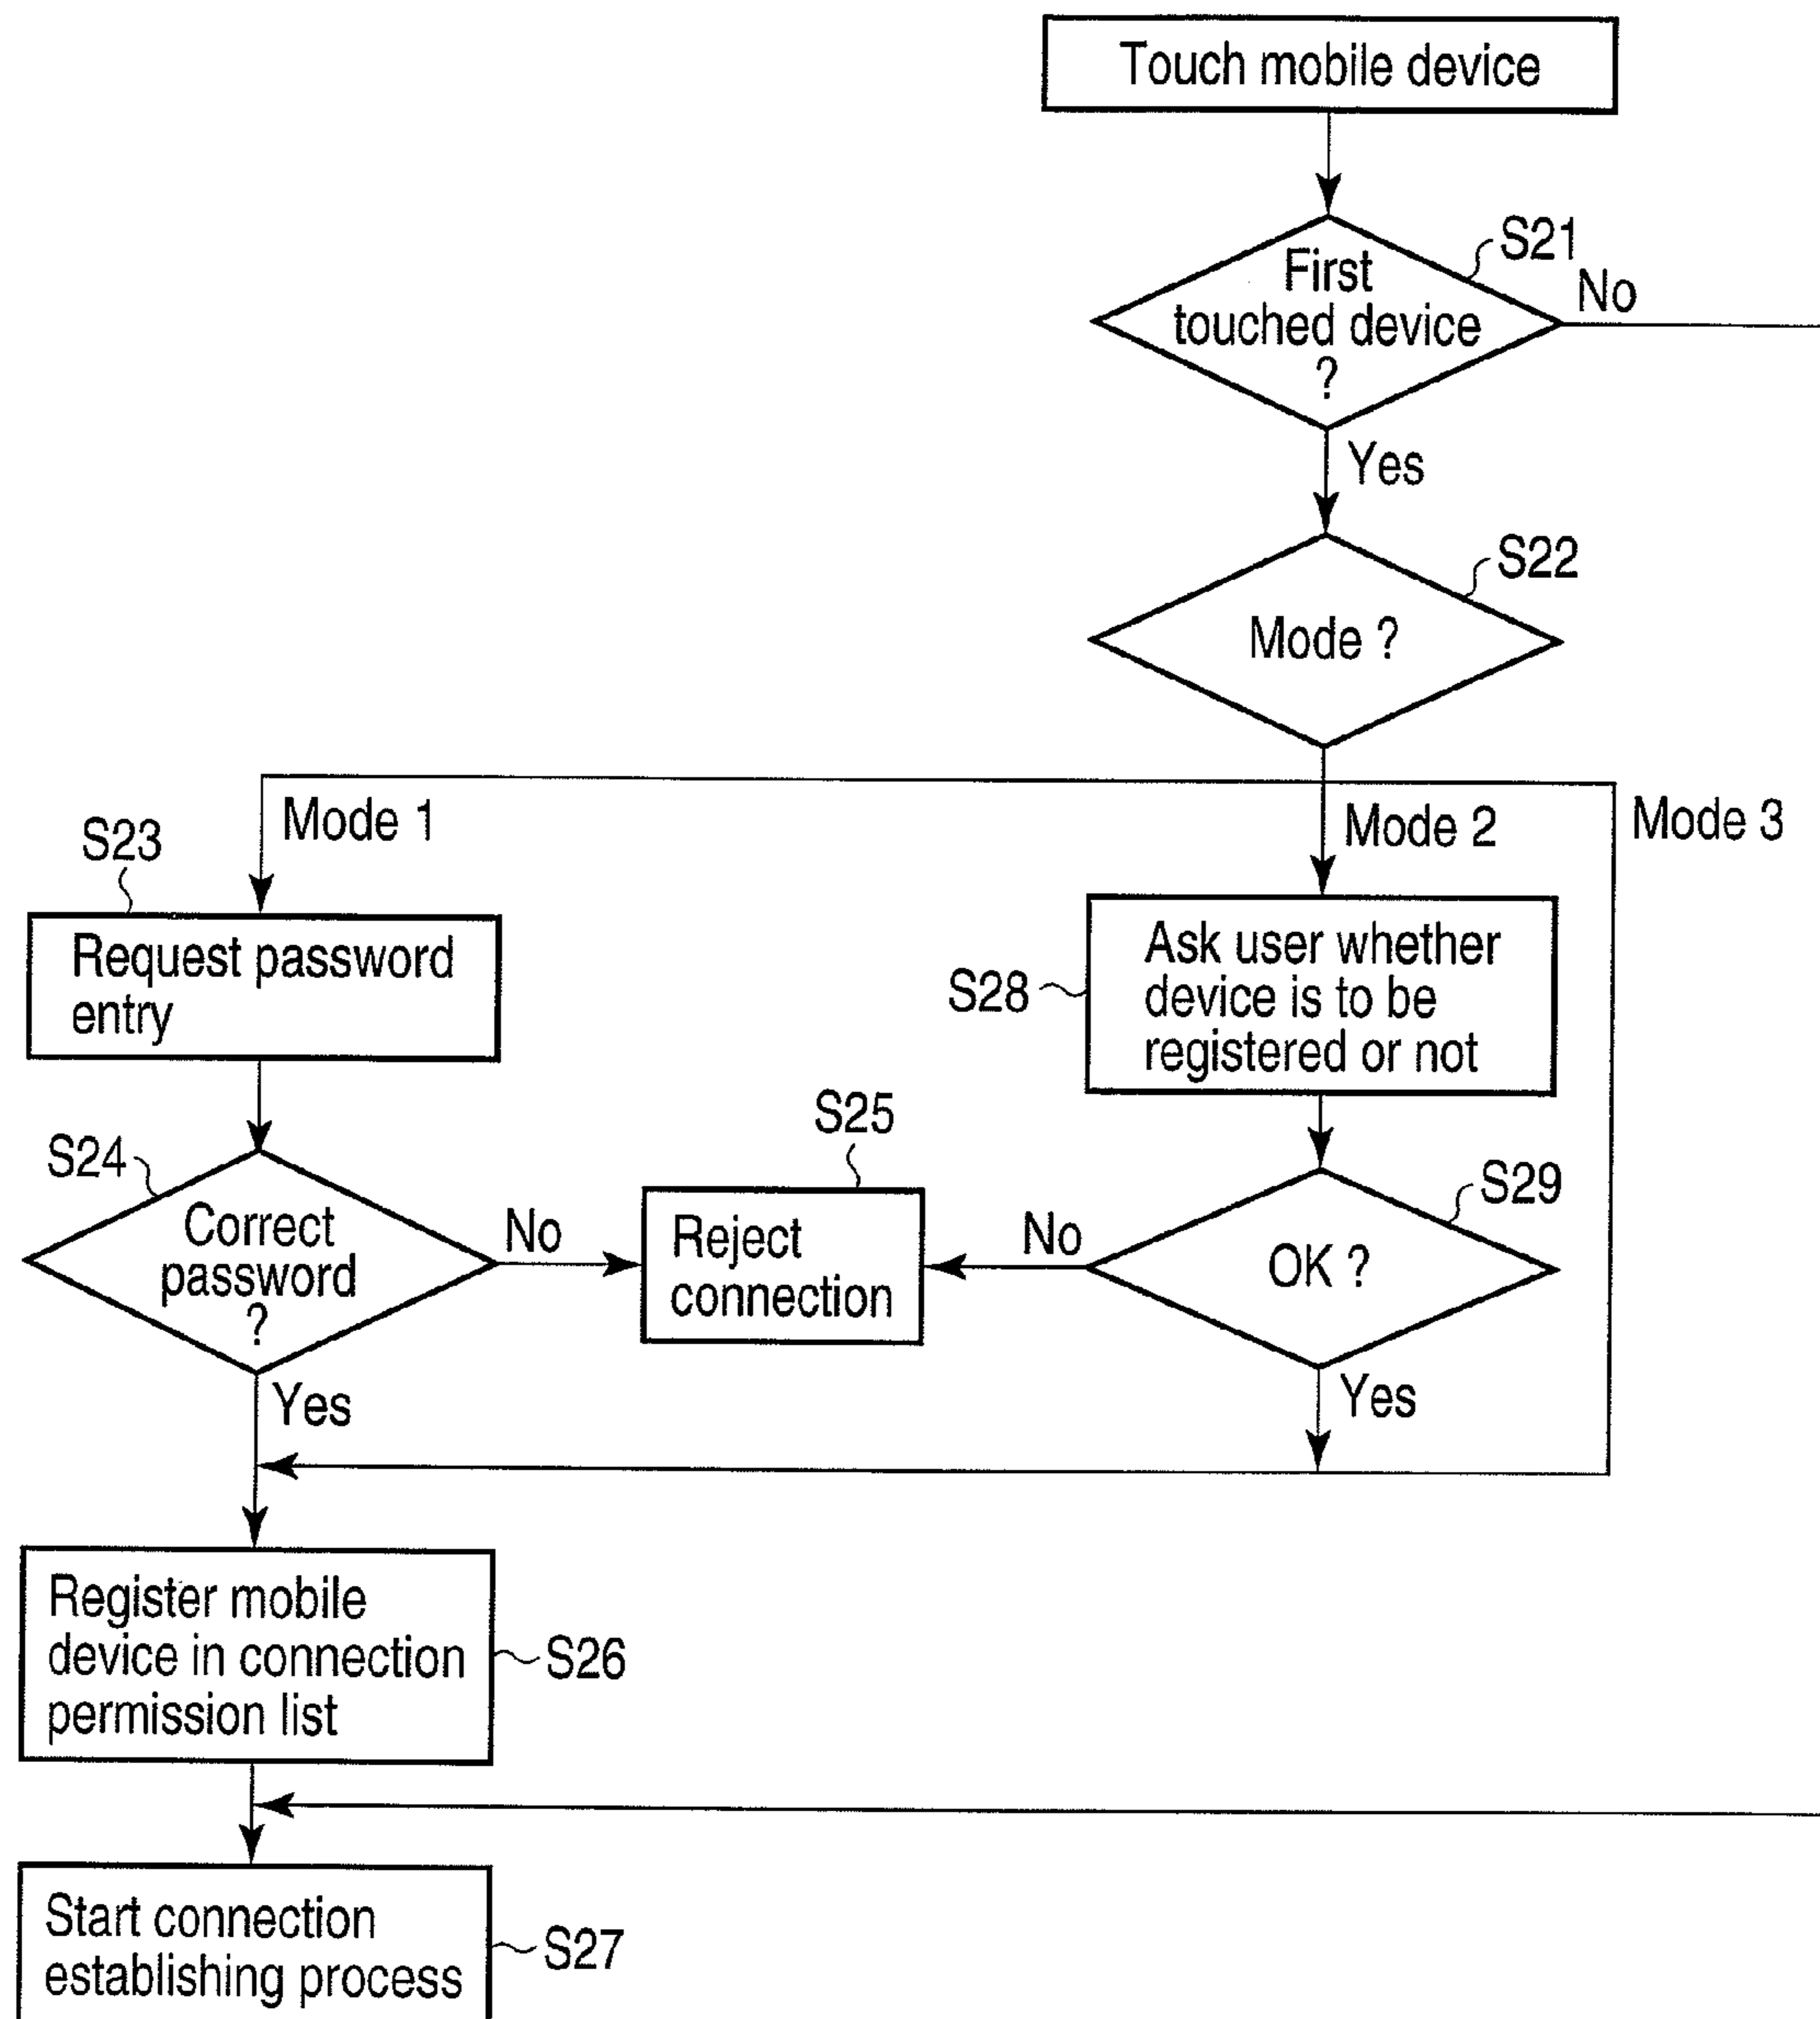 Touch mobile device
S21
First
touched device
?
No
Yes
S22
Mode ?
Mode 1
Mode 2
Mode 3
S23
Request password
entry
S28
Ask user whether
device is to be
registered or not
S24
Correct
password
?
No
S25
Reject
connection
No
S29
OK ?
Yes
Yes
Register mobile
device in connection
permission list
S26
Start connection
establishing process
S27